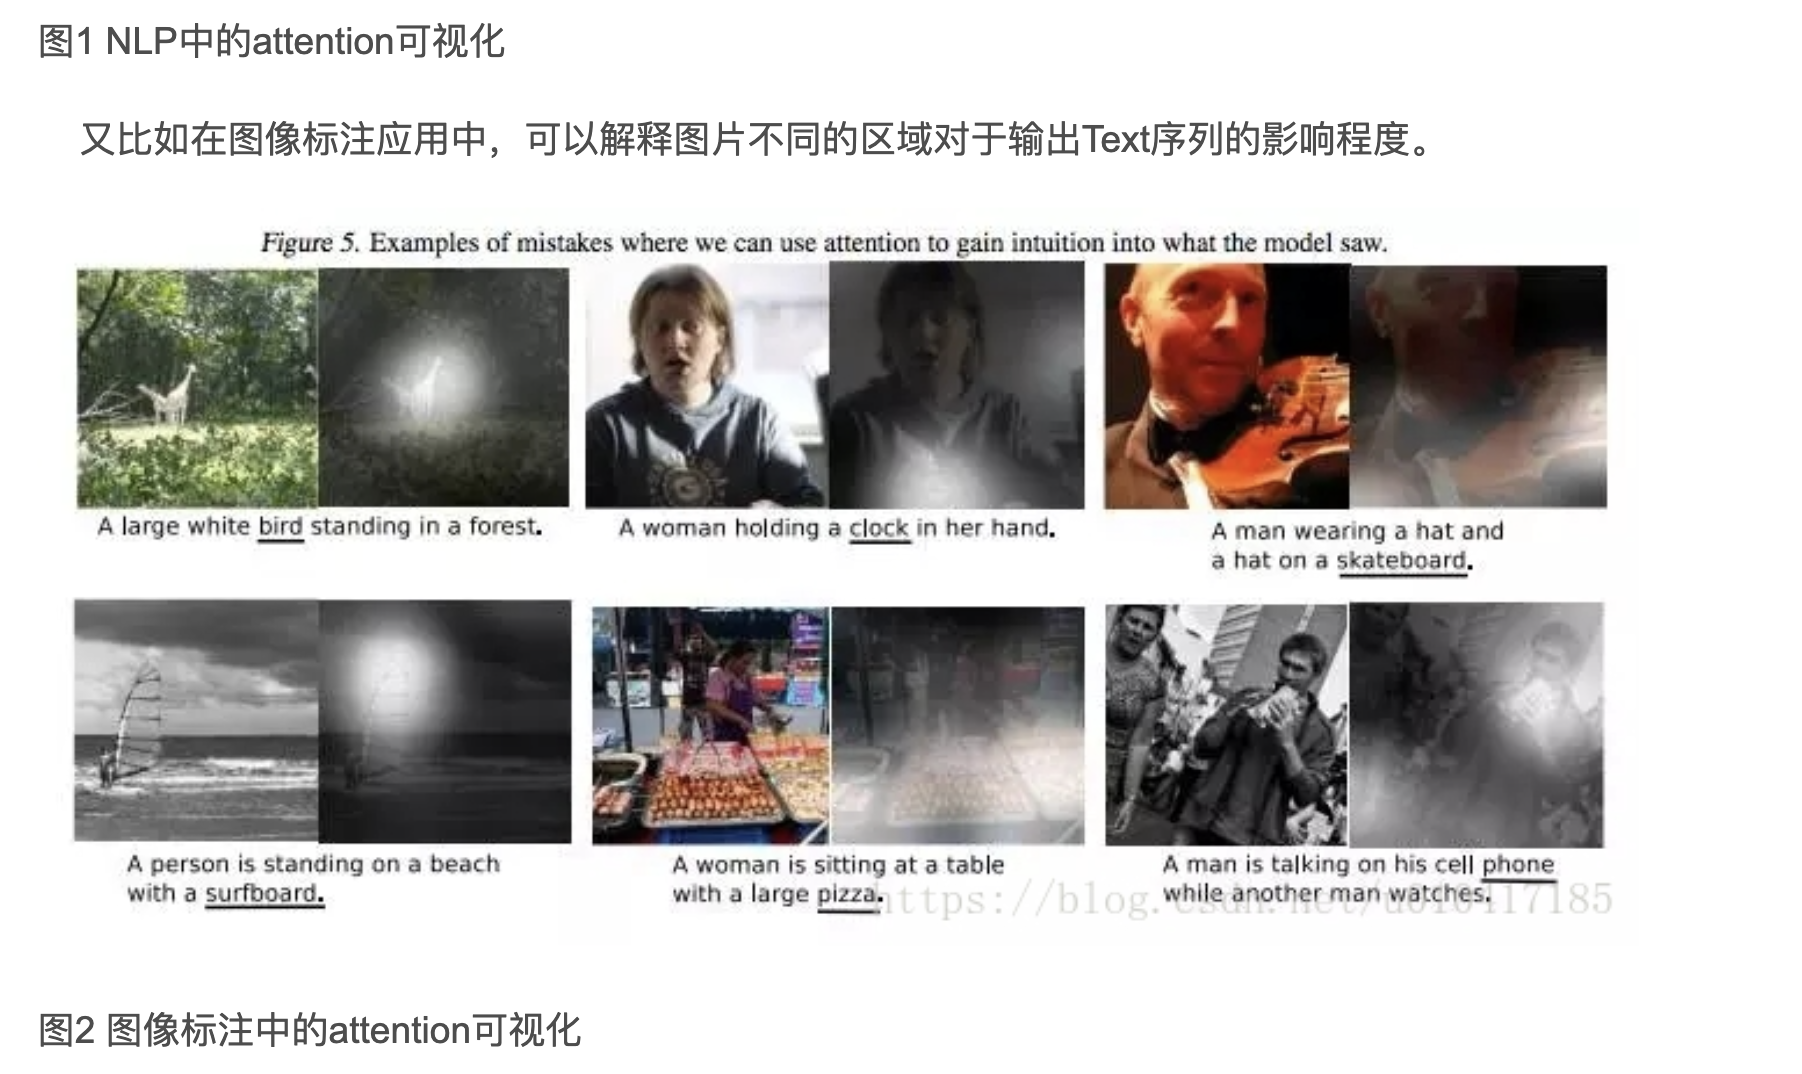 图1 NLP中的attention可视化
又比如在图像标注应用中，可以解释图片不同的区域对于输出Text序列的影响程度。
Figure 5. Examples of mistakes where we can use attention to gain intuition into what the model saw.
A large white bird standing in a forest.
A woman holding a clock in her hand.
A man wearing a hat and
a hat on a skateboard.
A person is standing on a beach
with a surfboard.
A woman is sitting at a table
with a large pizza.
A man is talking on his cell phone
while another man watches.
https://blog.csdn.net/u010417185
图2 图像标注中的attention可视化